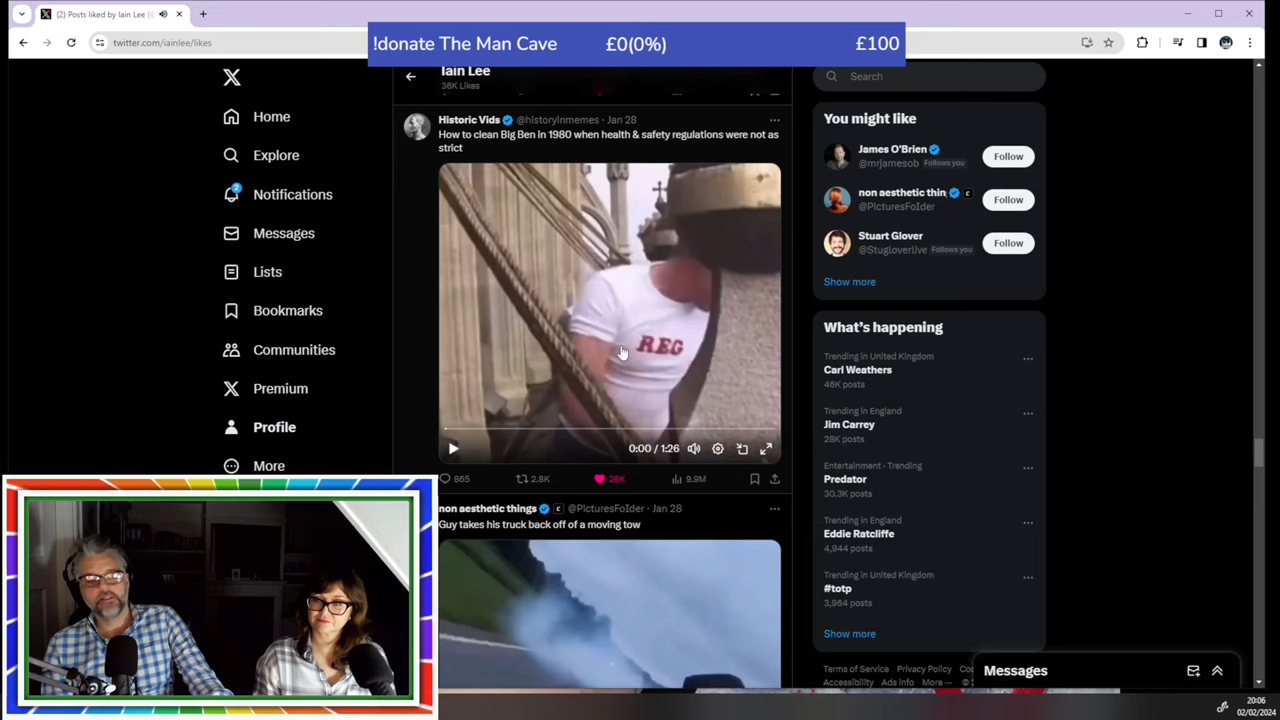 (2) Posts liked by Iain Lee (
twitter.com/iainlee/likes
!donate The Man Cave £0(0%) £100
Iain Lee
36K Likes
Search
Home
Explore
2
Notifications
Messages
Lists
Bookmarks
Communities
Premium
Profile
More
Historic Vids @historyinmemes · Jan 28
How to clean Big Ben in 1980 when health & safety regulations were not as
strict
REG
0:00 / 1:26
865 2.8K 28K 9.9M
non aesthetic things @PicturesFoIder · Jan 28
Guy takes his truck back off of a moving tow
You might like
James O'Brien
@mrjamesob Follows you
Follow
non aesthetic thin
@PicturesFoIder
Follow
Stuart Glover
@Stugloverlive Follows you
Follow
Show more
What's happening
Trending in United Kingdom
Carl Weathers
46K posts
Trending in England
Jim Carrey
28K posts
Entertainment · Trending
Predator
30.3K posts
Trending in England
Eddie Ratcliffe
4,944 posts
Trending in United Kingdom
#totp
3,964 posts
Show more
Terms of Service Privacy Policy Coo
Accessibility Ads info More ··· ©
Messages
20:06
02/02/2024